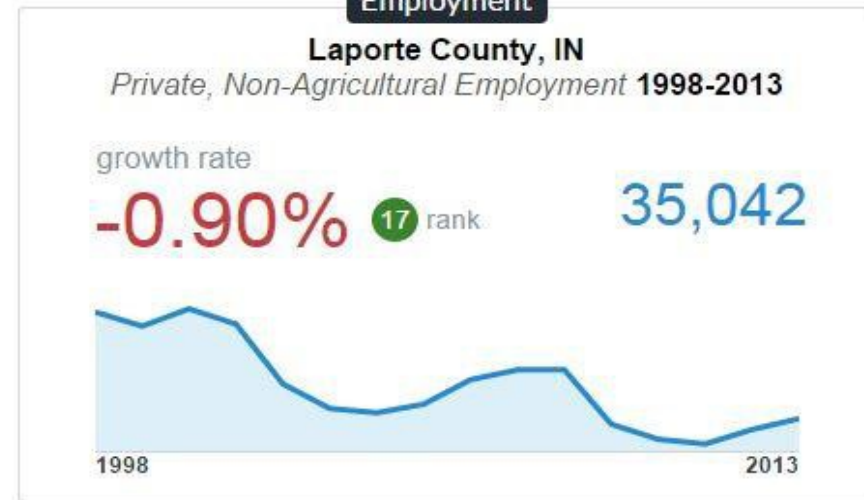 Employment
Laporte County, IN
Private, Non-Agricultural Employment 1998-2013
growth rate
-0.90% 17 rank 35,042
1998 2013